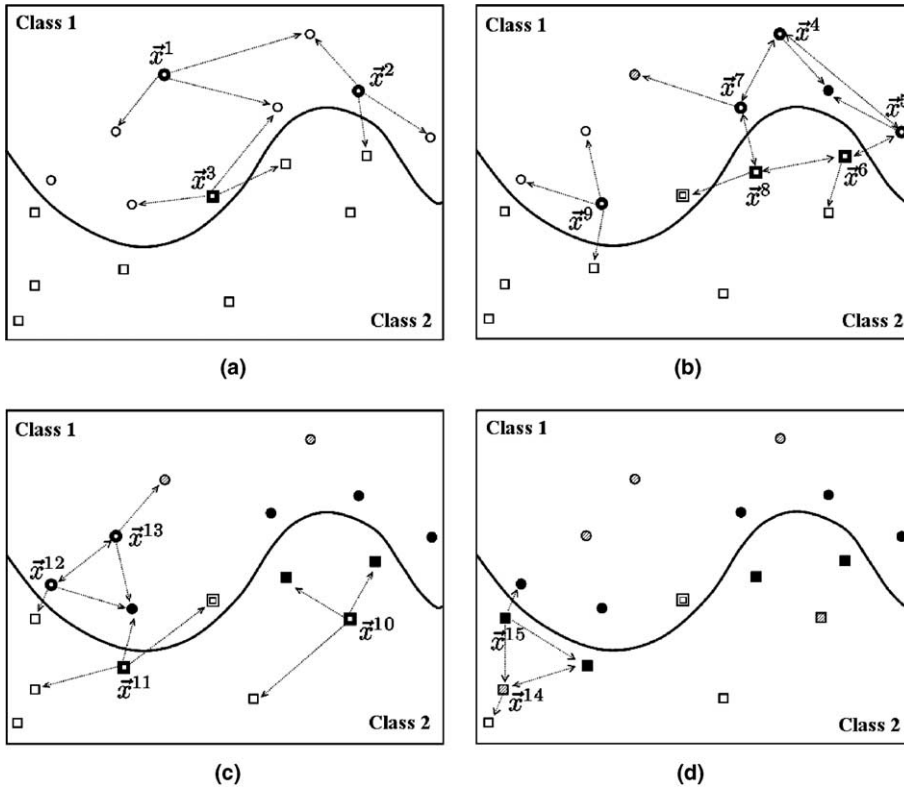 Class 1
x⃗¹
x⃗²
x⃗³
Class 2
(a)
Class 1
x⃗⁴
x⃗⁷
x⃗⁵
x⃗⁶
x⃗⁸
x⃗⁹
Class 2
(b)
Class 1
x⃗¹³
x⃗¹²
x⃗¹⁰
x⃗¹¹
Class 2
(c)
Class 1
x⃗¹⁵
x⃗¹⁴
Class 2
(d)